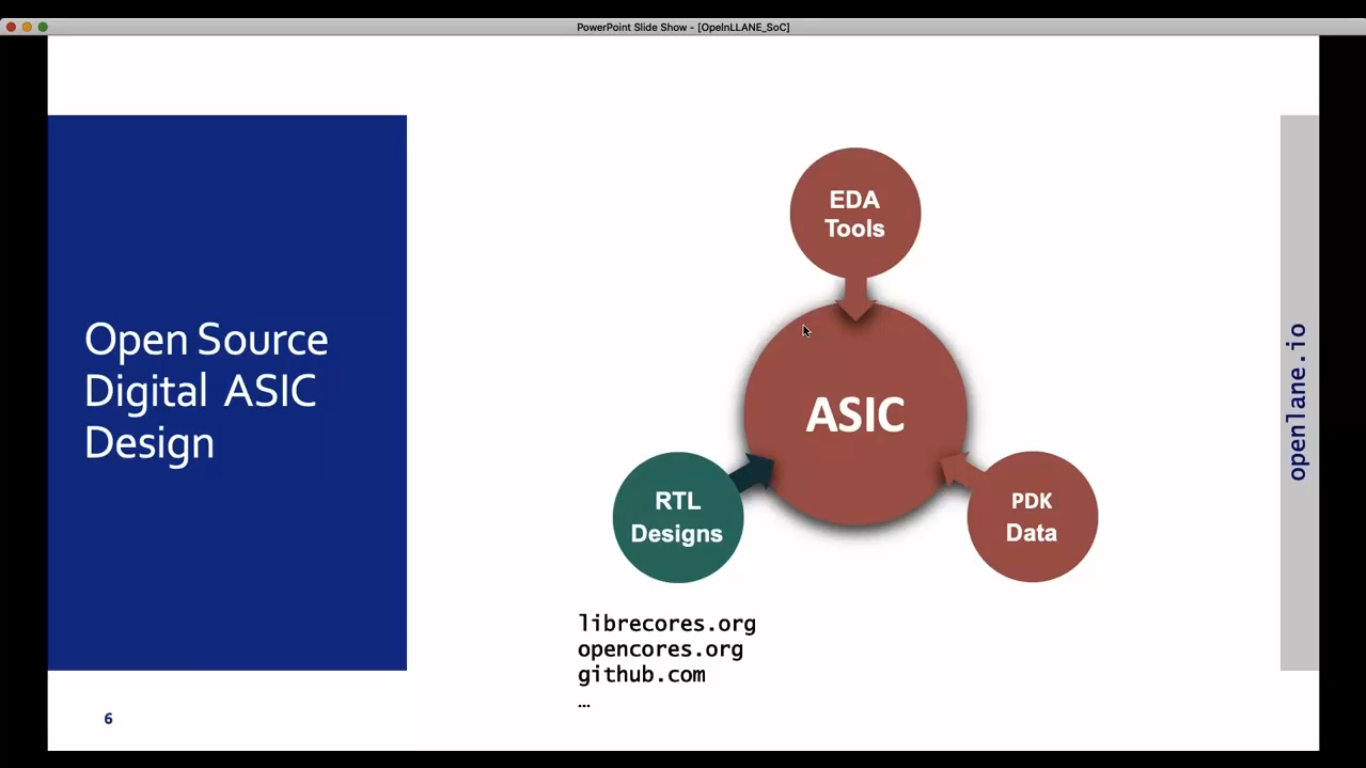 PowerPoint Slide Show - [OpeInLLANE_SoC]
Open Source
Digital ASIC
Design
EDA
Tools
ASIC
RTL
Designs
PDK
Data
librecores.org
opencores.org
github.com
…
openlane.io
6